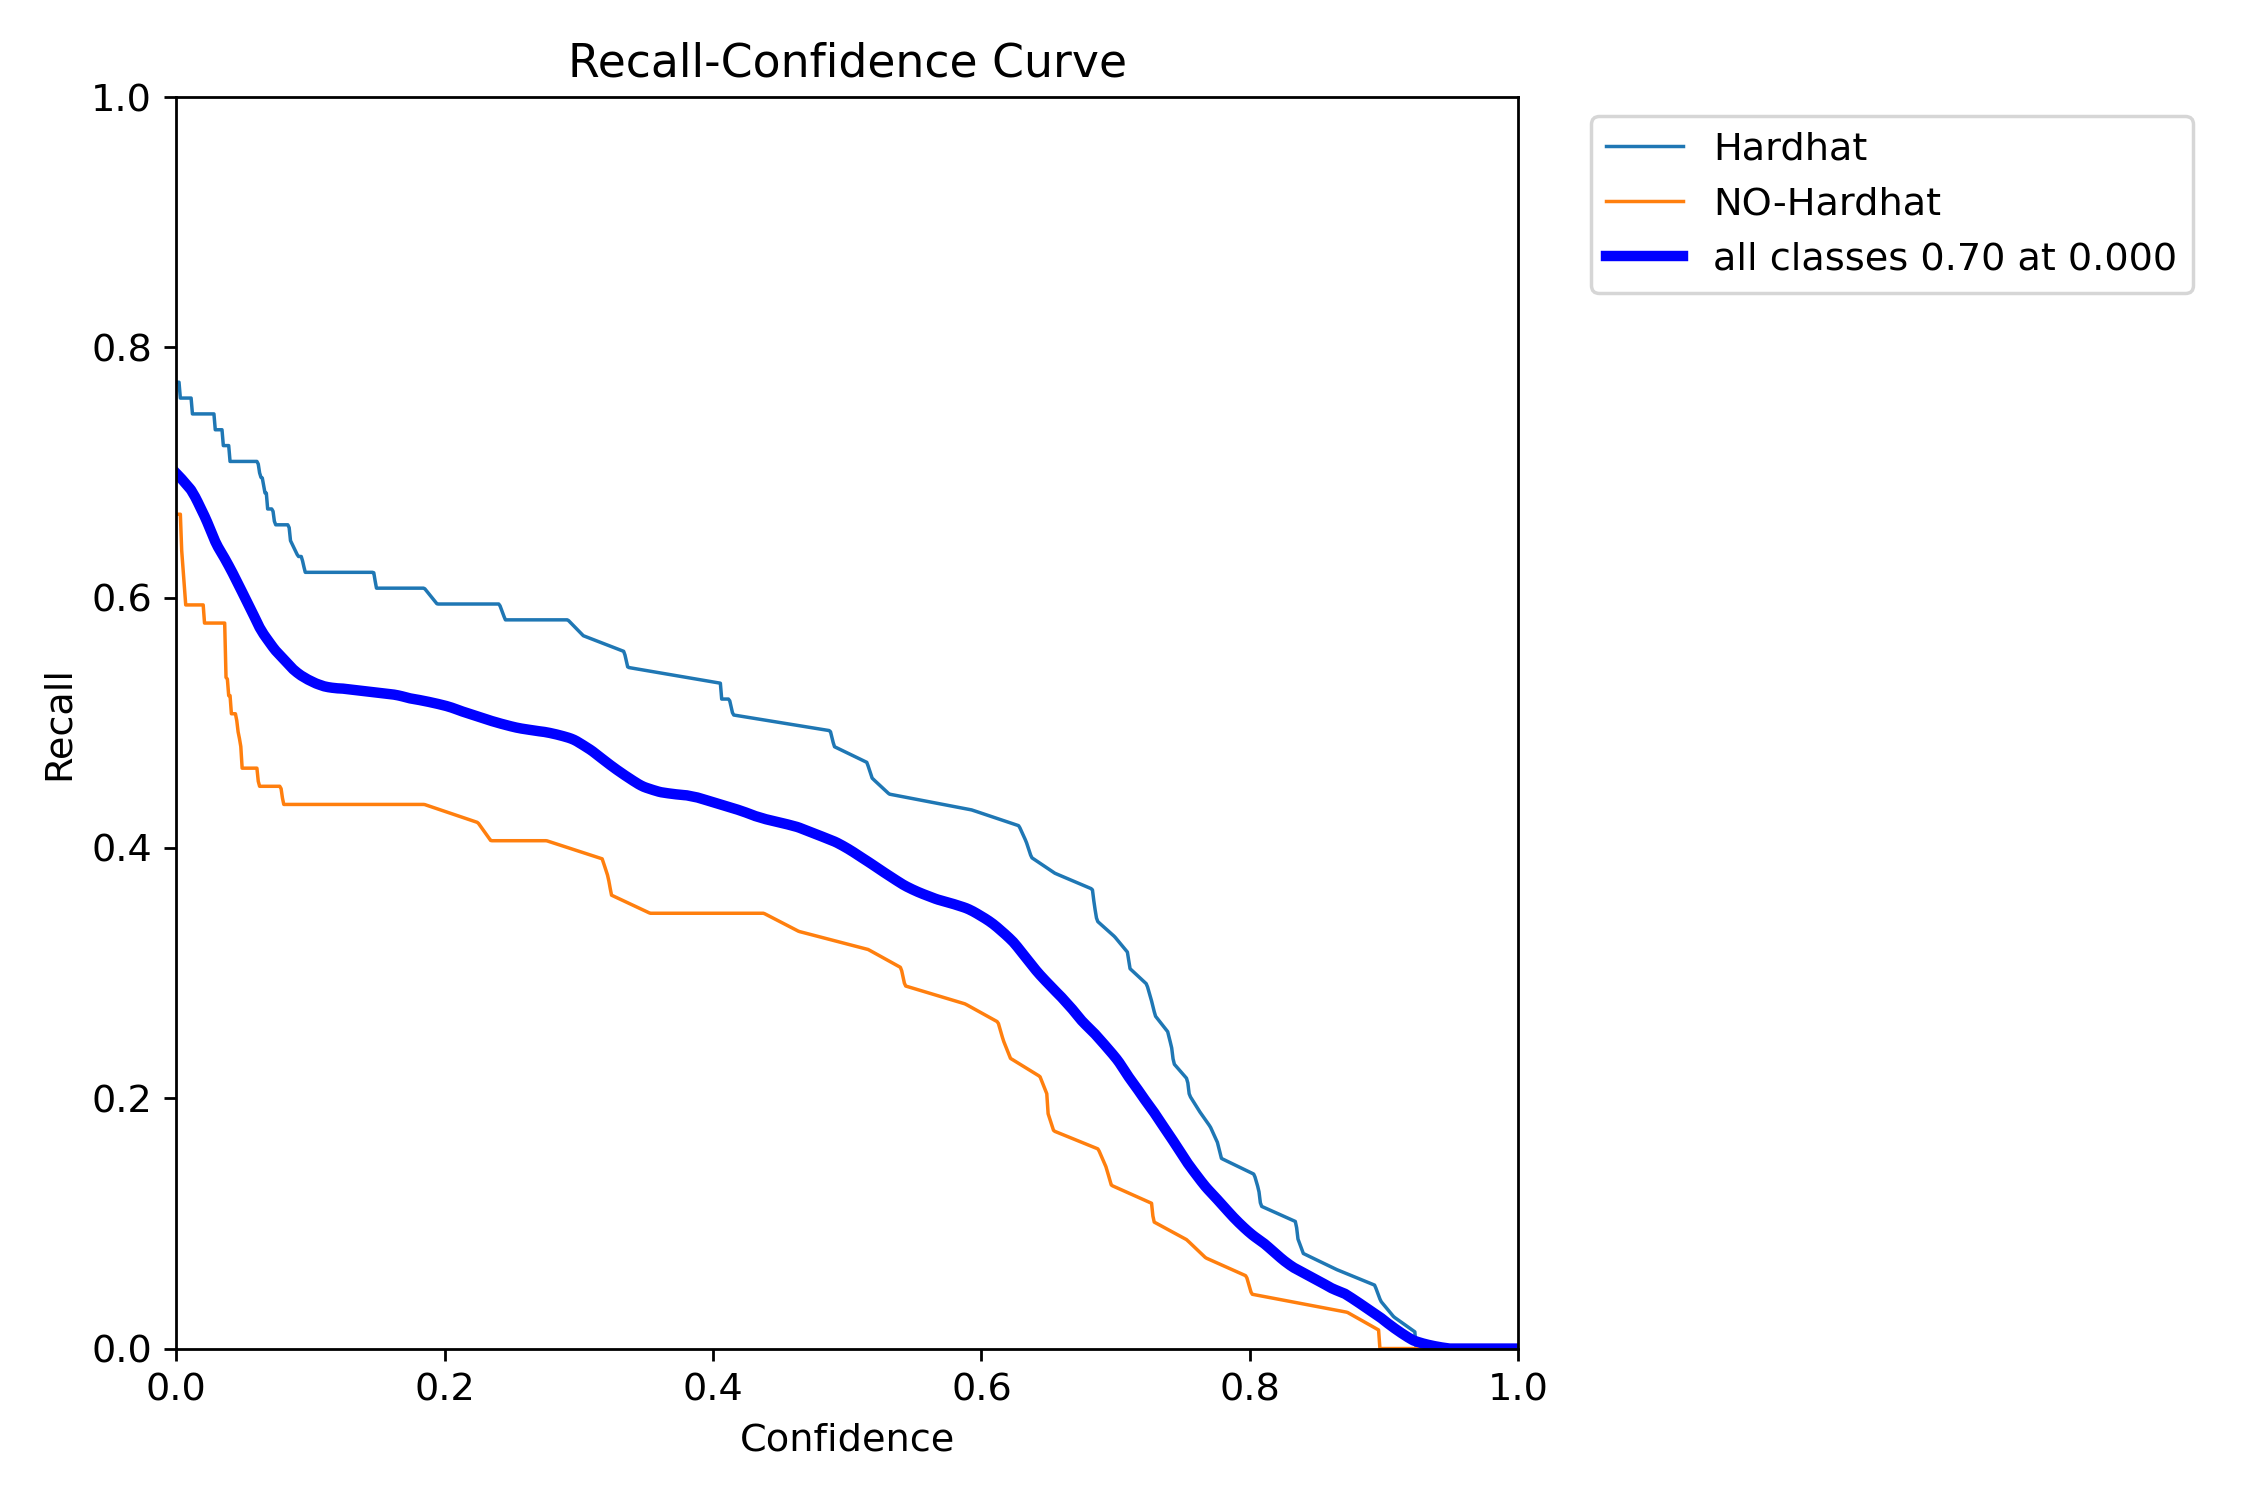 Recall-Confidence Curve
1.0
0.8
0.6
0.4
0.2
0.0
Recall
0.0 0.2 0.4 0.6 0.8 1.0
Confidence
Hardhat
NO-Hardhat
all classes 0.70 at 0.000